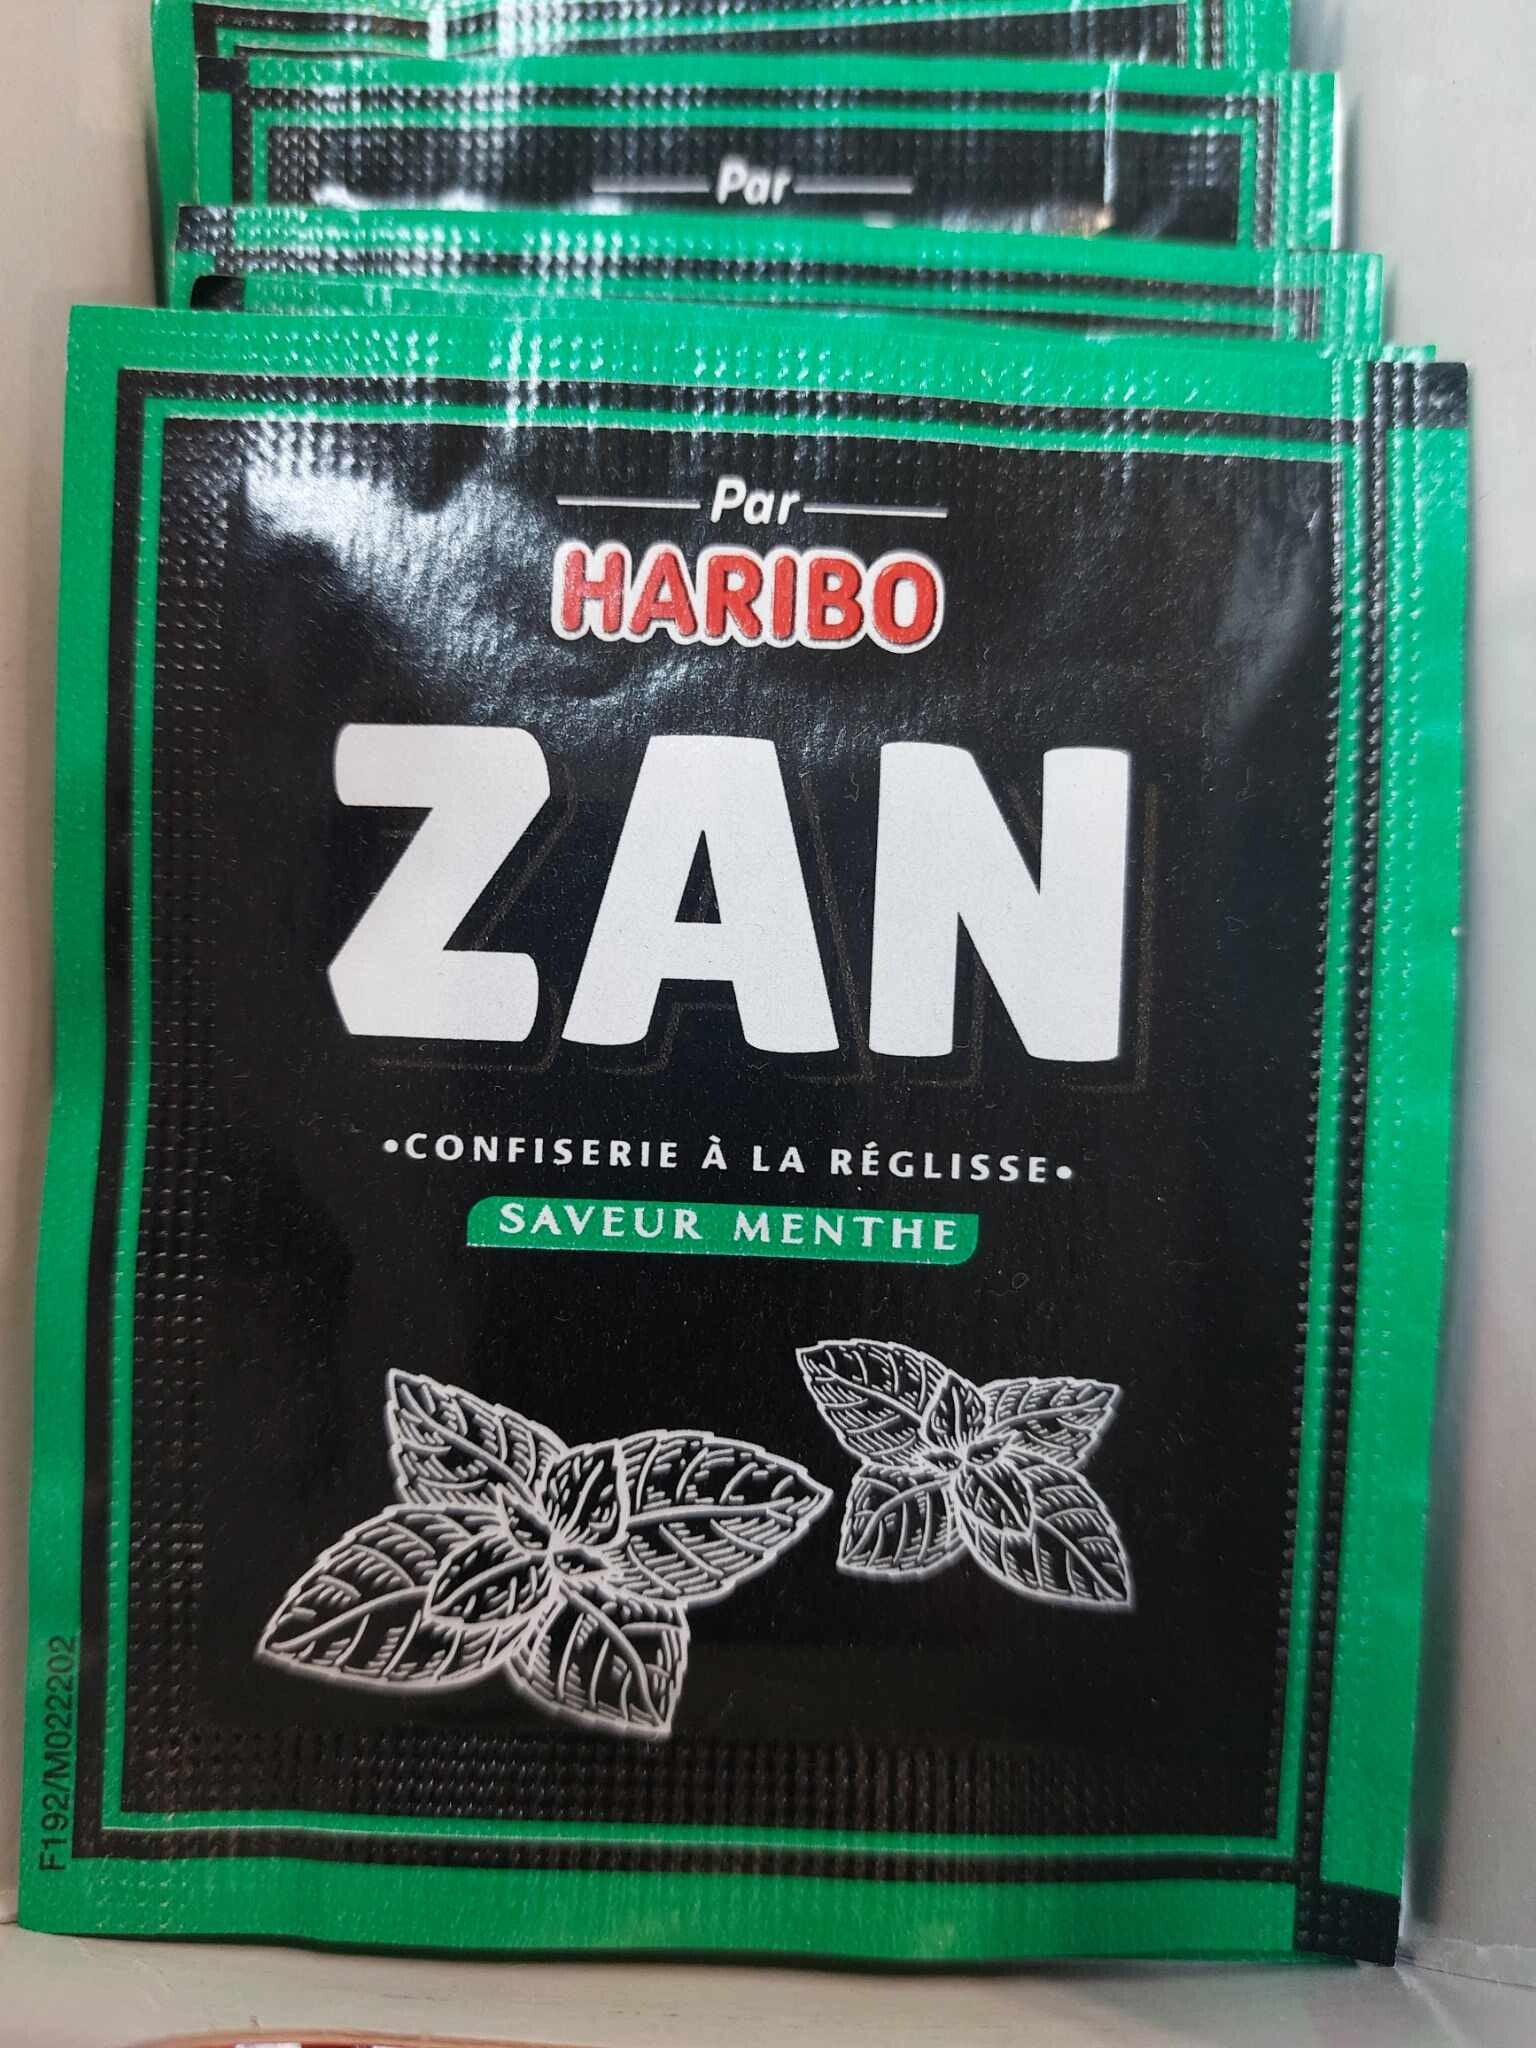 Par
Par
HARIBO
ZAN
•CONFISERIE À LA RÉGLISSE•
SAVEUR MENTHE
F192/M022202